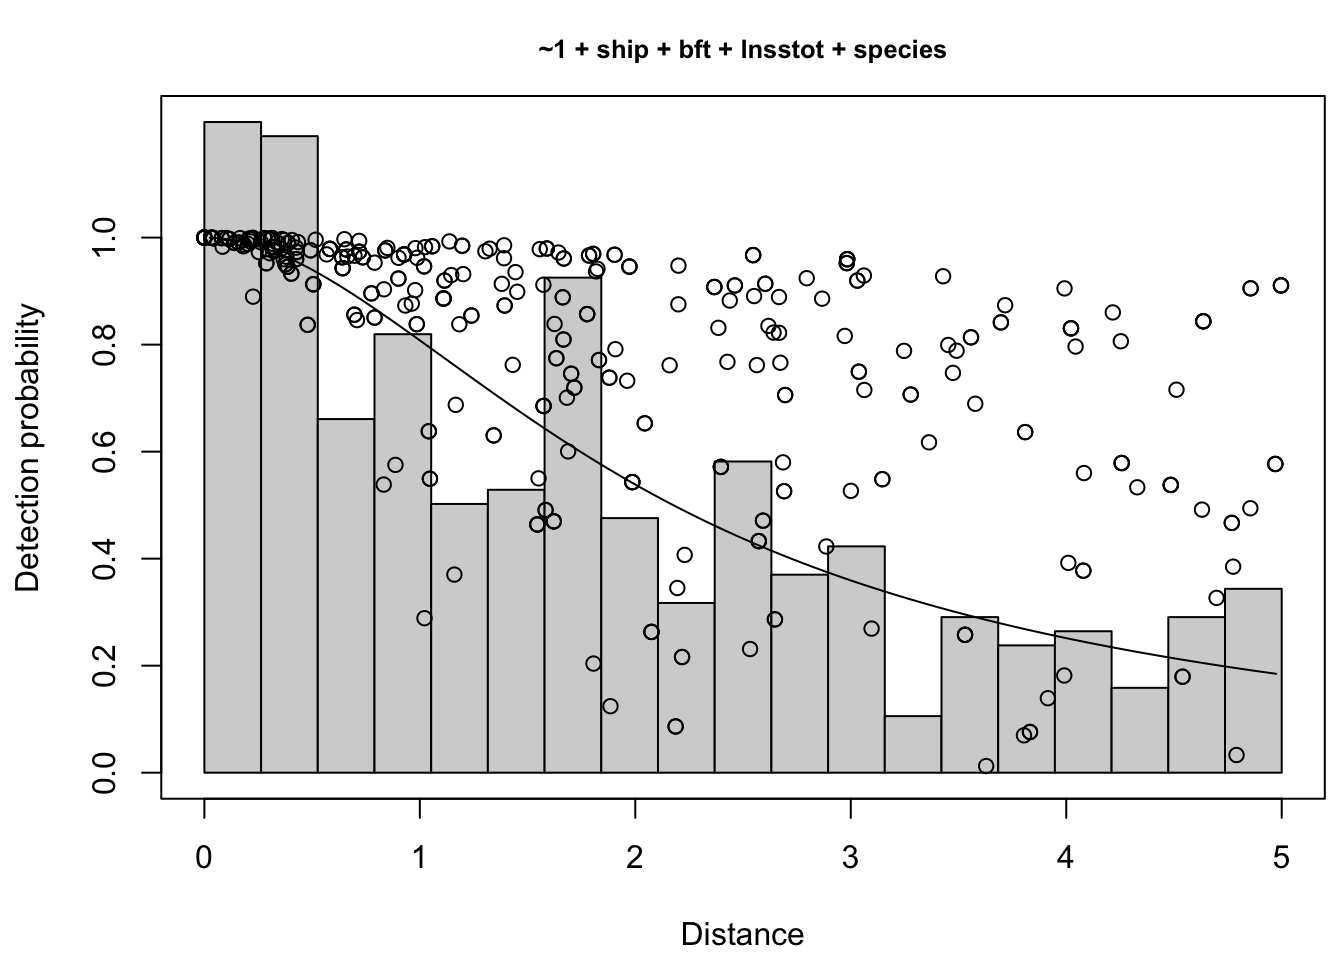 ~1 + ship + bft + lnsstot + species
Detection probability
1.0
0.8
0.6
0.4
0.2
0.0
0 1 2 3 4 5
Distance